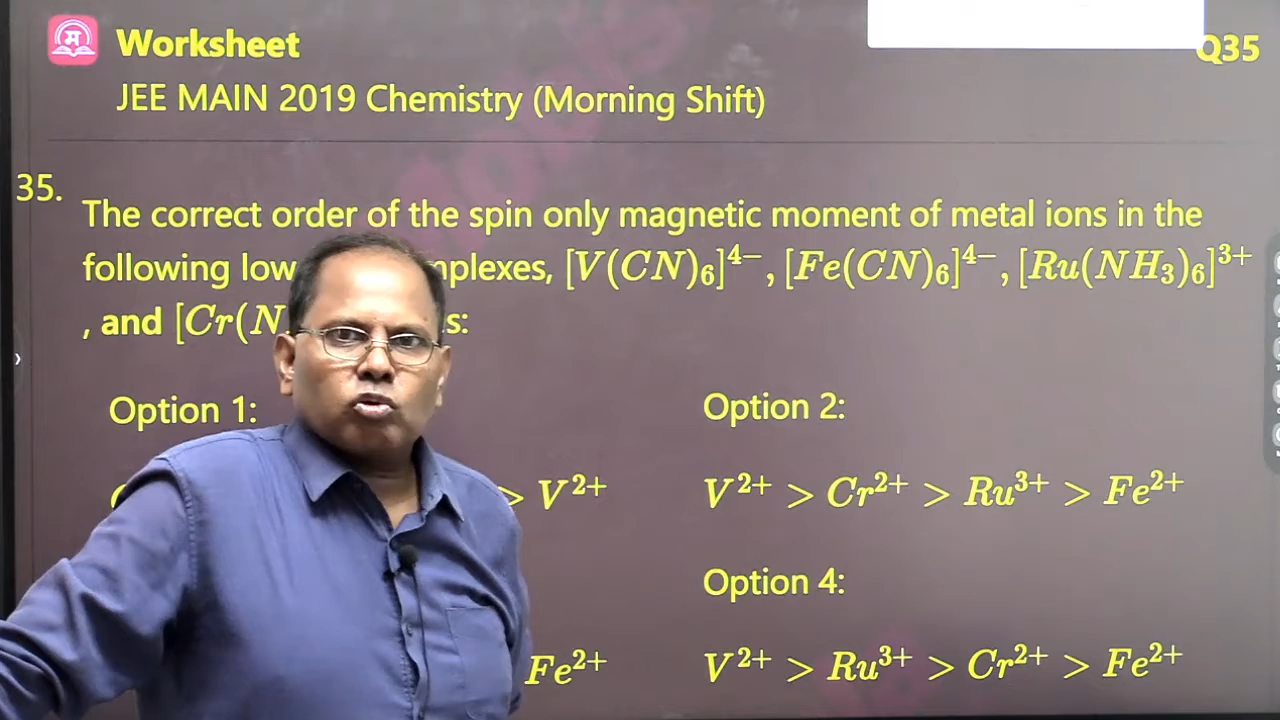 म
Worksheet
Q35
JEE MAIN 2019 Chemistry (Morning Shift)
35.
The correct order of the spin only magnetic moment of metal ions in the
following low mplexes, [V(CN)₆]⁴⁻, [Fe(CN)₆]⁴⁻, [Ru(NH₃)₆]³⁺
, and [Cr(N s:
Option 1:
Option 2:
> V²⁺
V²⁺ > Cr²⁺ > Ru³⁺ > Fe²⁺
Option 4:
Fe²⁺
V²⁺ > Ru³⁺ > Cr²⁺ > Fe²⁺